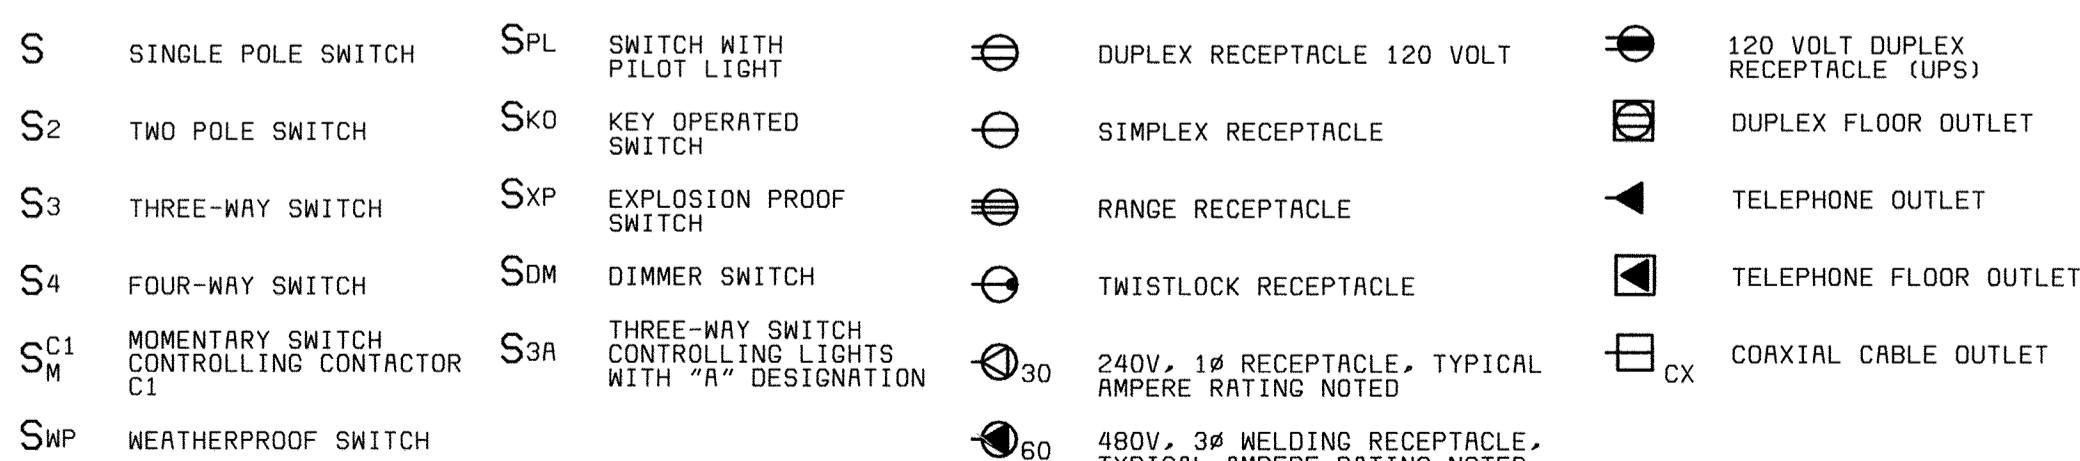 S SINGLE POLE SWITCH
S2 TWO POLE SWITCH
S3 THREE-WAY SWITCH
S4 FOUR-WAY SWITCH
S C1 M MOMENTARY SWITCH
CONTROLLING CONTACTOR
C1
SWP WEATHERPROOF SWITCH
SPL SWITCH WITH
PILOT LIGHT
SKO KEY OPERATED
SWITCH
SXP EXPLOSION PROOF
SWITCH
SDM DIMMER SWITCH
S3A THREE-WAY SWITCH
CONTROLLING LIGHTS
WITH "A" DESIGNATION
DUPLEX RECEPTACLE 120 VOLT
SIMPLEX RECEPTACLE
RANGE RECEPTACLE
TWISTLOCK RECEPTACLE
30 240V, 1ø RECEPTACLE, TYPICAL
AMPERE RATING NOTED
60 480V, 3ø WELDING RECEPTACLE,
TYPICAL AMPERE RATING NOTED
120 VOLT DUPLEX
RECEPTACLE (UPS)
DUPLEX FLOOR OUTLET
TELEPHONE OUTLET
TELEPHONE FLOOR OUTLET
CX COAXIAL CABLE OUTLET